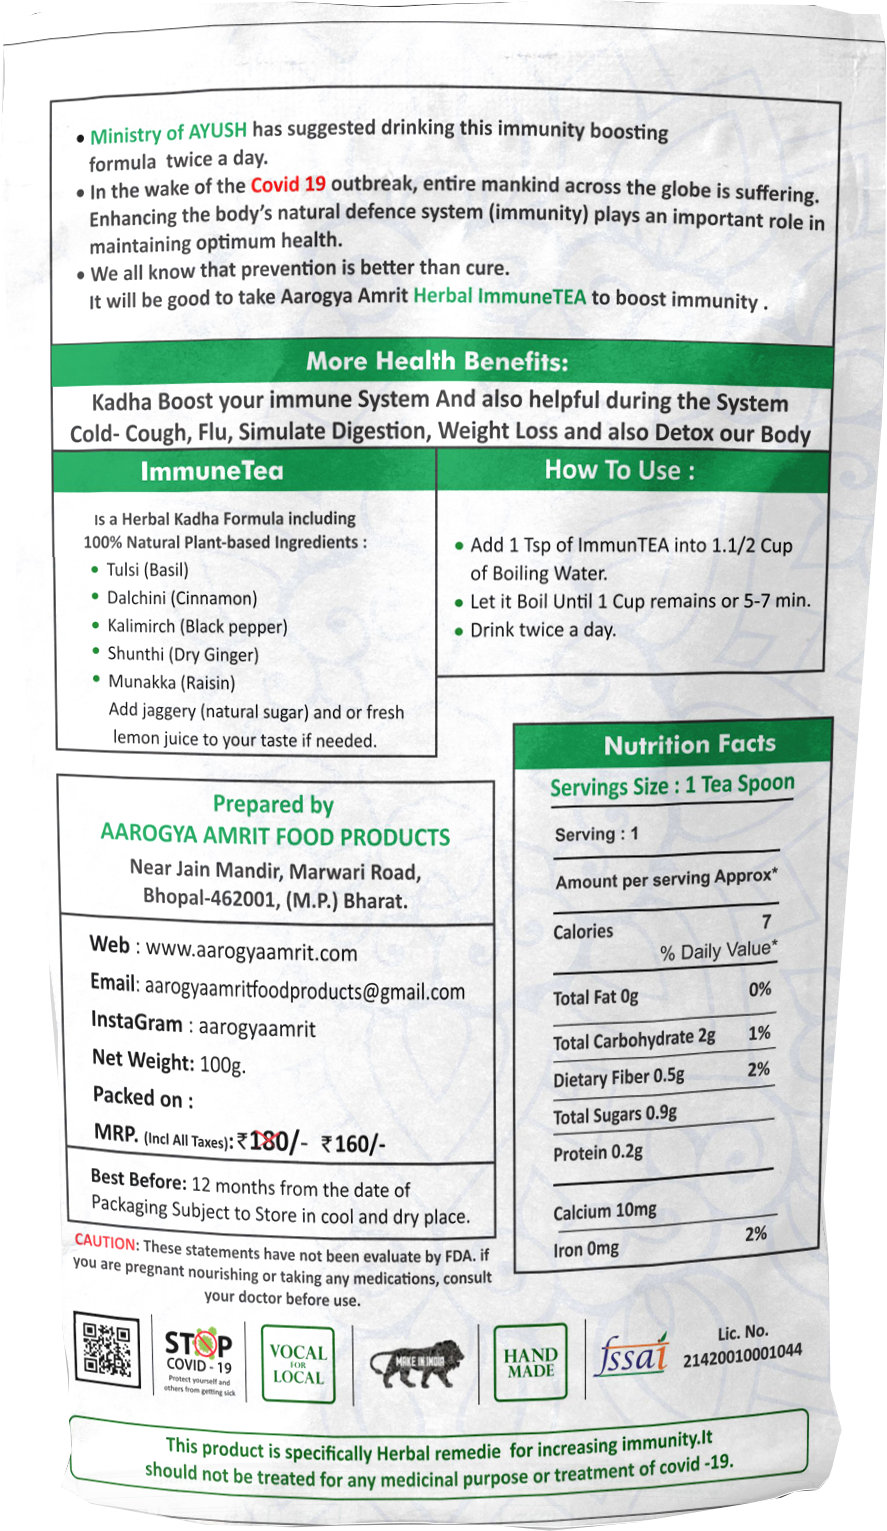 • Ministry of AYUSH has suggested drinking this immunity boosting
formula twice a day.
• In the wake of the Covid 19 outbreak, entire mankind across the globe is suffering.
Enhancing the body's natural defence system (immunity) plays an important role in
maintaining optimum health.
• We all know that prevention is better than cure.
It will be good to take Aarogya Amrit Herbal ImmuneTEA to boost immunity .
More Health Benefits:
Kadha Boost your immune System And also helpful during the System
Cold- Cough, Flu, Simulate Digestion, Weight Loss and also Detox our Body
ImmuneTea
Is a Herbal Kadha Formula including
100% Natural Plant-based Ingredients :
• Tulsi (Basil)
• Dalchini (Cinnamon)
• Kalimirch (Black pepper)
• Shunthi (Dry Ginger)
• Munakka (Raisin)
Add jaggery (natural sugar) and or fresh
lemon juice to your taste if needed.
How To Use :
• Add 1 Tsp of ImmunTEA into 1.1/2 Cup
of Boiling Water.
• Let it Boil Until 1 Cup remains or 5-7 min.
• Drink twice a day.
Prepared by
AAROGYA AMRIT FOOD PRODUCTS
Near Jain Mandir, Marwari Road,
Bhopal-462001, (M.P.) Bharat.
Web : www.aarogyaamrit.com
Email: aarogyaamritfoodproducts@gmail.com
InstaGram : aarogyaamrit
Net Weight: 100g.
Packed on :
MRP. (Incl All Taxes): ₹180/- ₹160/-
Best Before: 12 months from the date of
Packaging Subject to Store in cool and dry place.
Nutrition Facts
Servings Size : 1 Tea Spoon
Serving : 1
Amount per serving Approx*
Calories 7
% Daily Value*
Total Fat 0g 0%
Total Carbohydrate 2g 1%
Dietary Fiber 0.5g 2%
Total Sugars 0.9g
Protein 0.2g
Calcium 10mg
Iron 0mg 2%
CAUTION: These statements have not been evaluate by FDA. if
you are pregnant nourishing or taking any medications, consult
your doctor before use.
STOP
COVID - 19
Protect yourself and
others from getting sick
VOCAL
FOR
LOCAL
MAKE IN INDIA
HAND
MADE
fssai
Lic. No.
21420010001044
This product is specifically Herbal remedie for increasing immunity.It
should not be treated for any medicinal purpose or treatment of covid -19.